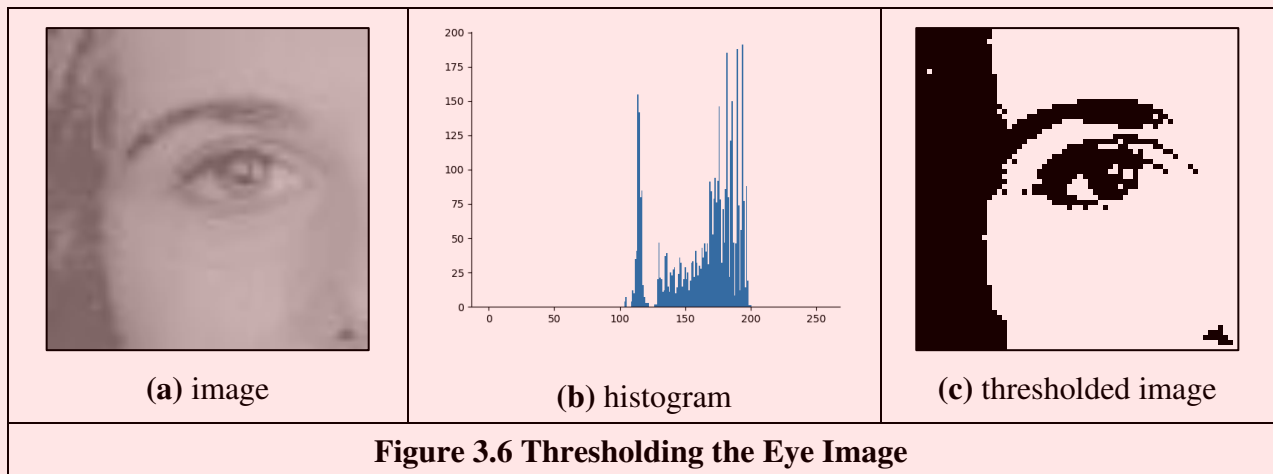 200
175
150
125
100
75
50
25
0
0 50 100 150 200 250
(a) image
(b) histogram
(c) thresholded image
Figure 3.6 Thresholding the Eye Image